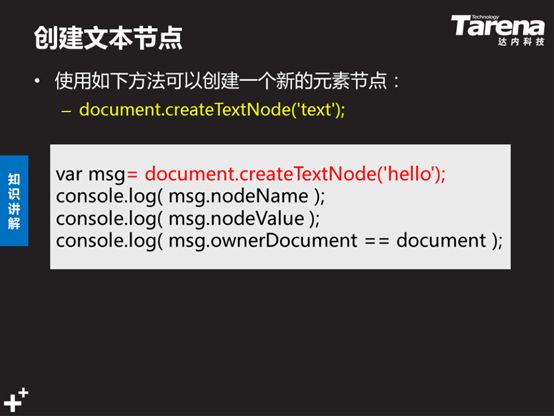 创建文本节点
Technology
Tarena
达内科技
• 使用如下方法可以创建一个新的元素节点：
– document.createTextNode('text');
知识讲解
var msg= document.createTextNode('hello');
console.log( msg.nodeName );
console.log( msg.nodeValue );
console.log( msg.ownerDocument == document );